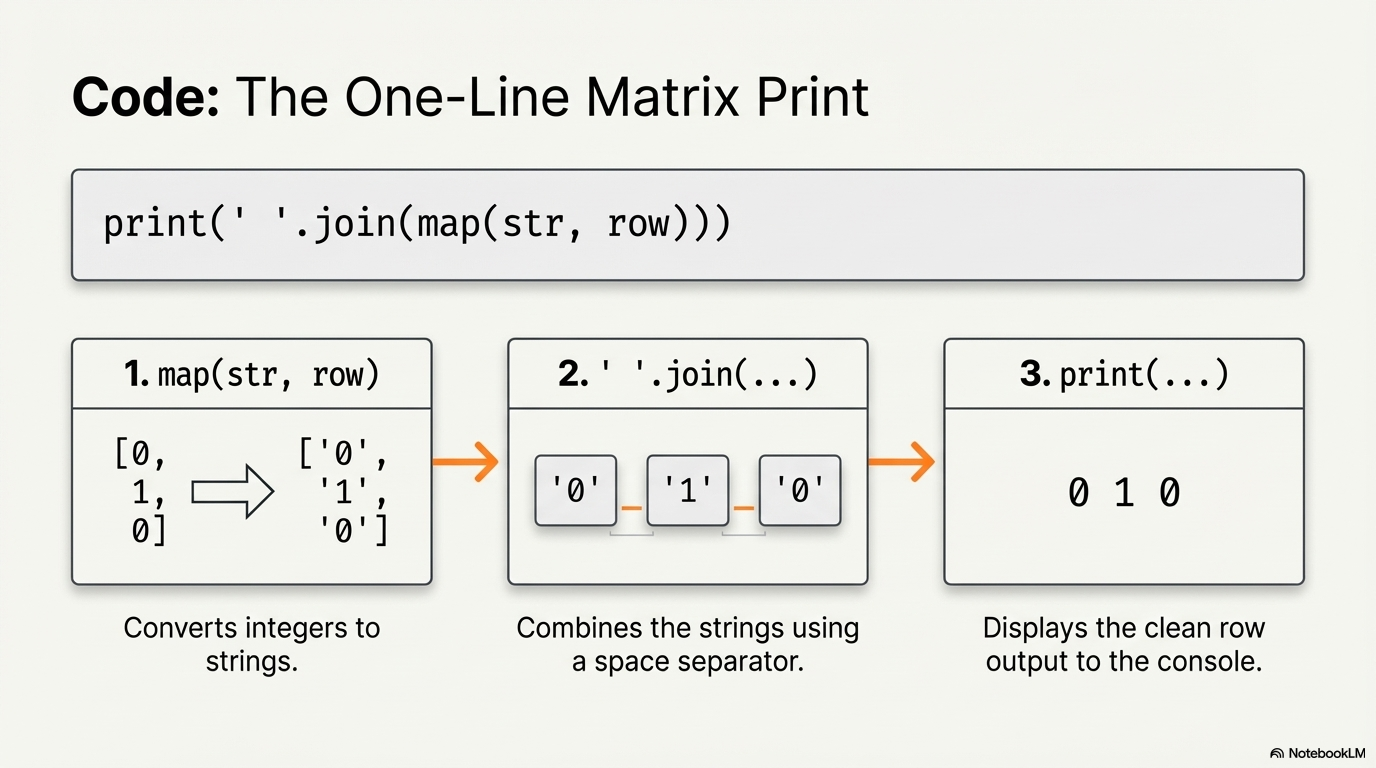 Code: The One-Line Matrix Print
print(' '.join(map(str, row)))
1. map(str, row)
[0,
1,
0]
['0',
'1',
'0']
Converts integers to
strings.
2. ' '.join(...)
'0' '1' '0'
Combines the strings using
a space separator.
3. print(...)
0 1 0
Displays the clean row
output to the console.
NotebookLM